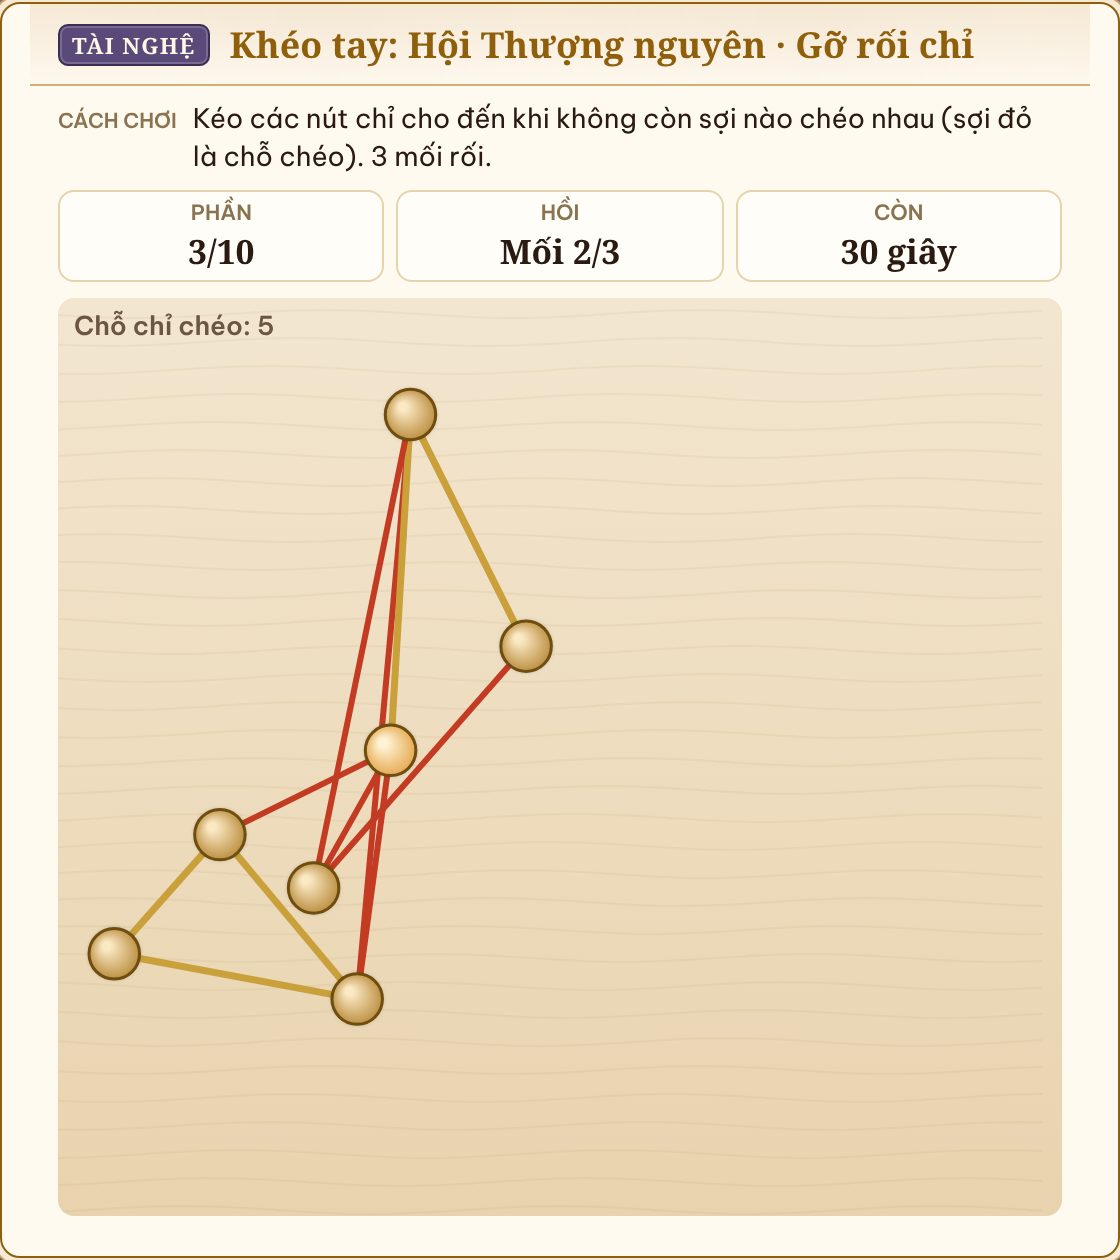 TÀI NGHỆ
Khéo tay: Hội Thượng nguyên · Gỡ rối chỉ
CÁCH CHƠI
Kéo các nút chỉ cho đến khi không còn sợi nào chéo nhau (sợi đỏ
là chỗ chéo). 3 mối rối.
PHẦN
3/10
HỒI
Mối 2/3
CÒN
30 giây
Chỗ chỉ chéo: 5